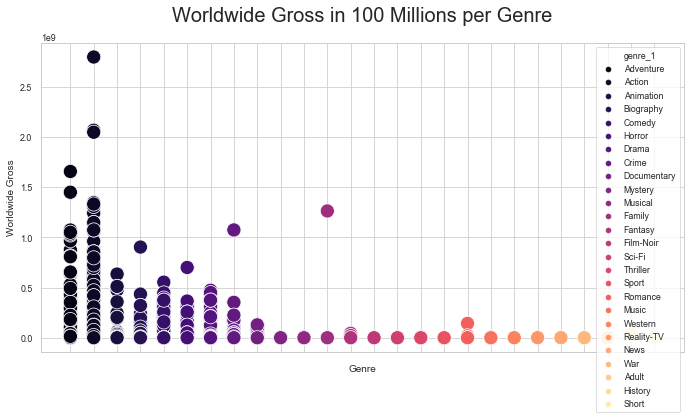 Worldwide Gross in 100 Millions per Genre
1e9
2.5
2.0
1.5
1.0
0.5
0.0
Worldwide Gross
Genre
genre_1
Adventure
Action
Animation
Biography
Comedy
Horror
Drama
Crime
Documentary
Mystery
Musical
Family
Fantasy
Film-Noir
Sci-Fi
Thriller
Sport
Romance
Music
Western
Reality-TV
News
War
Adult
History
Short